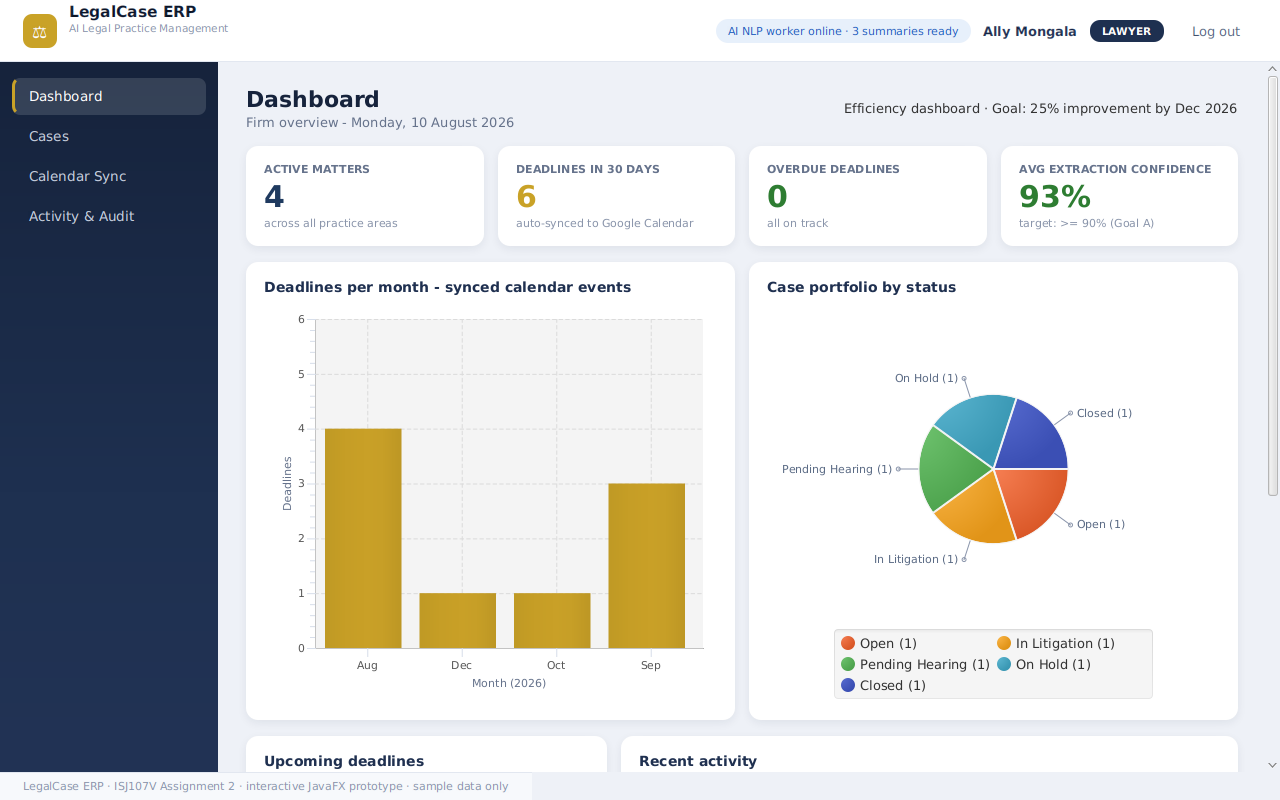 LegalCase ERP
AI Legal Practice Management
AI NLP worker online · 3 summaries ready
Ally Mongala
LAWYER
Log out
Dashboard
Cases
Calendar Sync
Activity & Audit
Dashboard
Firm overview - Monday, 10 August 2026
Efficiency dashboard · Goal: 25% improvement by Dec 2026
ACTIVE MATTERS
4
across all practice areas
DEADLINES IN 30 DAYS
6
auto-synced to Google Calendar
OVERDUE DEADLINES
0
all on track
AVG EXTRACTION CONFIDENCE
93%
target: >= 90% (Goal A)
Deadlines per month - synced calendar events
6
5
4
3
2
1
0
Deadlines
Aug
Dec
Oct
Sep
Month (2026)
Case portfolio by status
On Hold (1)
Closed (1)
Pending Hearing (1)
Open (1)
In Litigation (1)
Open (1)
In Litigation (1)
Pending Hearing (1)
On Hold (1)
Closed (1)
Upcoming deadlines
Recent activity
LegalCase ERP · ISJ107V Assignment 2 · interactive JavaFX prototype · sample data only